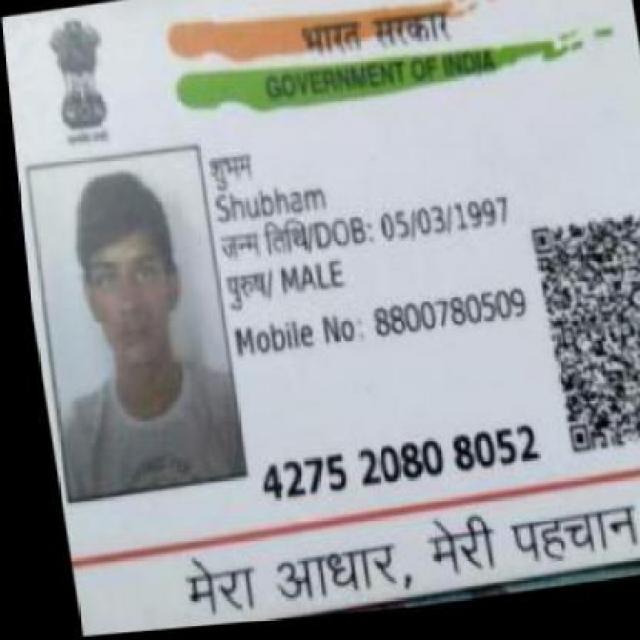 भारत सरकार
GOVERNMENT OF INDIA
शुभम
Shubham
जन्म तिथि/DOB: 05/03/1997
पुरुष/ MALE
Mobile No: 8800780509
4275 2080 8052
मेरा आधार, मेरी पहचान